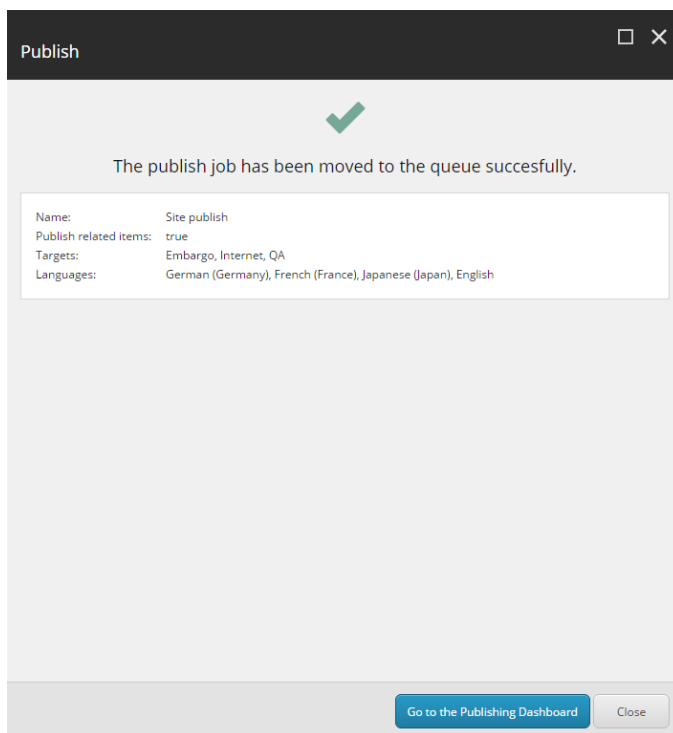 Publish
The publish job has been moved to the queue succesfully.
Name: Site publish
Publish related items: true
Targets: Embargo, Internet, QA
Languages: German (Germany), French (France), Japanese (Japan), English
Go to the Publishing Dashboard Close